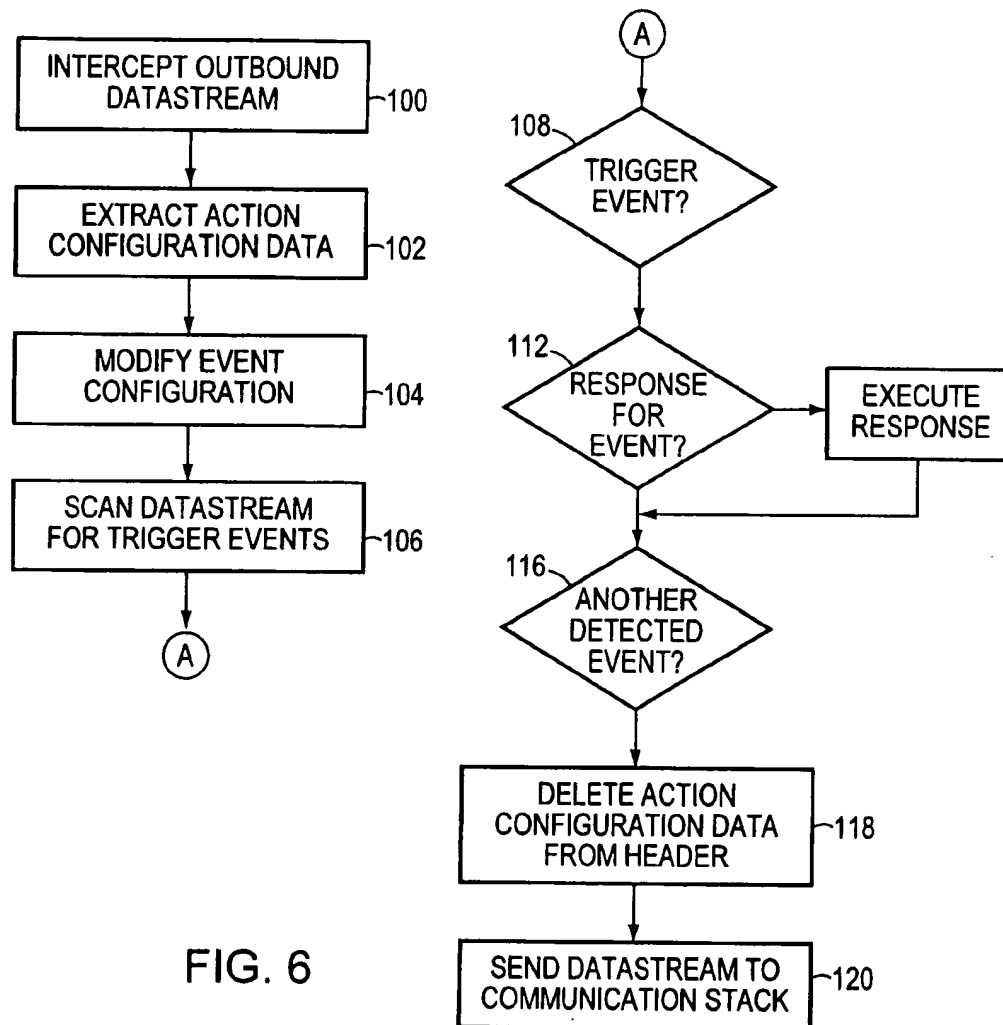 INTERCEPT OUTBOUND
DATASTREAM
100
EXTRACT ACTION
CONFIGURATION DATA
102
MODIFY EVENT
CONFIGURATION
104
SCAN DATASTREAM
FOR TRIGGER EVENTS
106
A
A
108
TRIGGER
EVENT?
112
RESPONSE
FOR
EVENT?
EXECUTE
RESPONSE
116
ANOTHER
DETECTED
EVENT?
DELETE ACTION
CONFIGURATION DATA
FROM HEADER
118
SEND DATASTREAM TO
COMMUNICATION STACK
120
FIG. 6